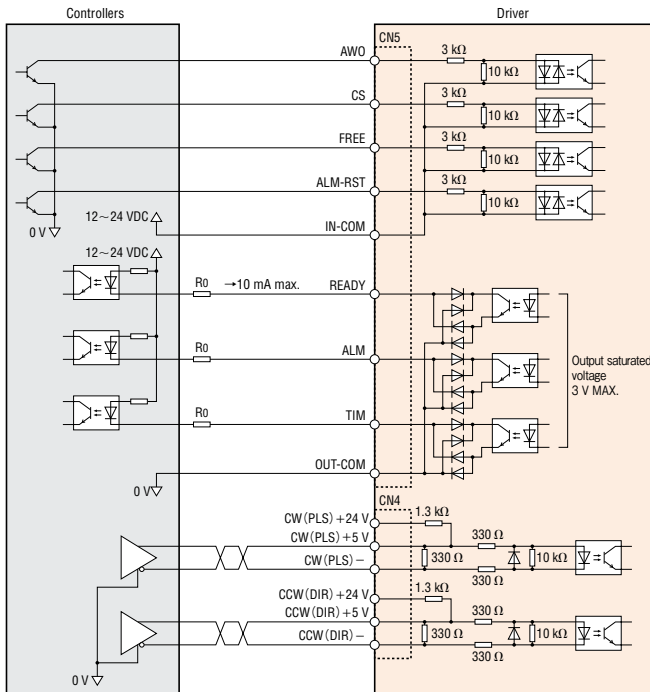 Controllers
Driver
CN5
AWO
3 kΩ
10 kΩ
CS
3 kΩ
10 kΩ
FREE
3 kΩ
10 kΩ
ALM-RST
3 kΩ
10 kΩ
12~24 VDC
0 V
IN-COM
12~24 VDC
R0
→10 mA max.
READY
R0
ALM
Output saturated
voltage
3 V MAX.
R0
TIM
OUT-COM
0 V
CN4
CW(PLS)+24 V
1.3 kΩ
CW(PLS)+5 V
330 Ω
330 Ω
10 kΩ
CW(PLS)−
330 Ω
CCW(DIR)+24 V
1.3 kΩ
CCW(DIR)+5 V
330 Ω
330 Ω
10 kΩ
CCW(DIR)−
330 Ω
0 V